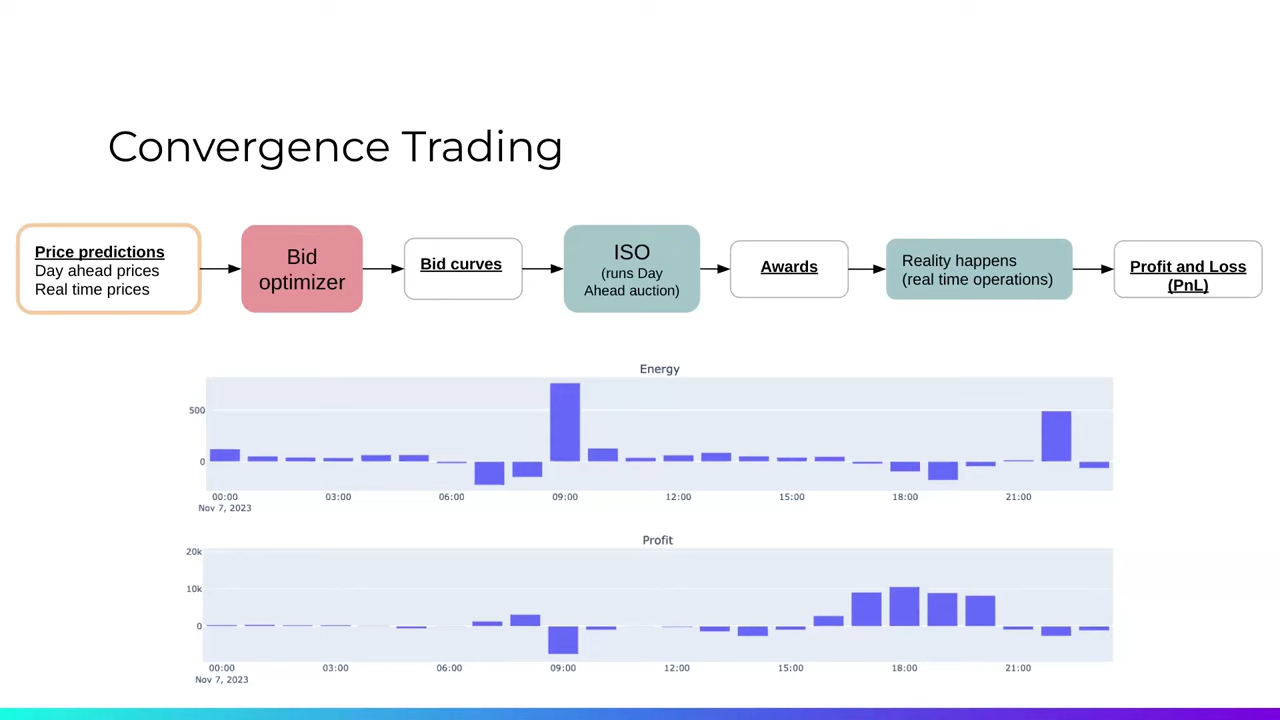 Convergence Trading
Price predictions
Day ahead prices
Real time prices
Bid
optimizer
Bid curves
ISO
(runs Day
Ahead auction)
Awards
Reality happens
(real time operations)
Profit and Loss
(PnL)
Energy
500
0
00:00
03:00
06:00
09:00
12:00
15:00
18:00
21:00
Nov 7, 2023
Profit
20k
10k
0
00:00
03:00
06:00
09:00
12:00
15:00
18:00
21:00
Nov 7, 2023